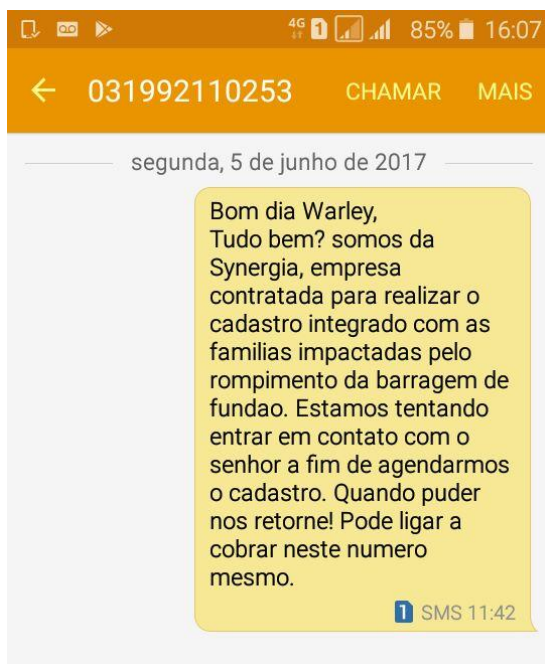 4G 1 85% 16:07
031992110253 CHAMAR MAIS
segunda, 5 de junho de 2017
Bom dia Warley,
Tudo bem? somos da
Synergia, empresa
contratada para realizar o
cadastro integrado com as
familias impactadas pelo
rompimento da barragem de
fundao. Estamos tentando
entrar em contato com o
senhor a fim de agendarmos
o cadastro. Quando puder
nos retorne! Pode ligar a
cobrar neste numero
mesmo.
1 SMS 11:42